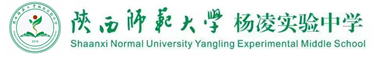 陕西师范大学 杨凌实验中学
Shaanxi Normal University Yangling Experimental Middle School